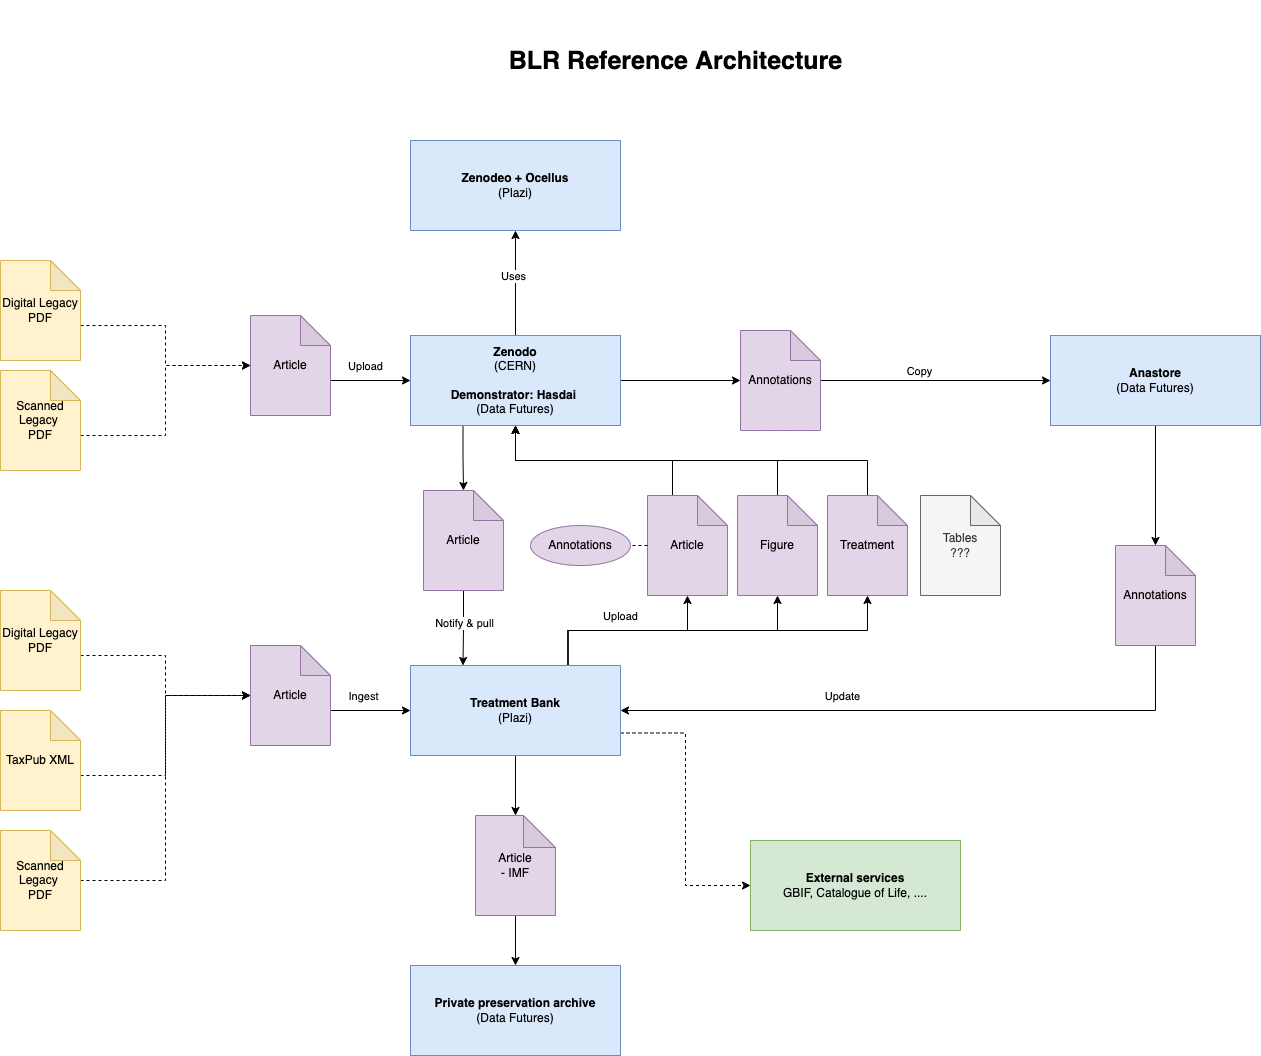 BLR Reference Architecture
Zenodeo + Ocellus
(Plazi)
Uses
Digital Legacy
PDF
Scanned
Legacy
PDF
Article
Upload
Zenodo
(CERN)
Demonstrator: Hasdai
(Data Futures)
Annotations
Copy
Anastore
(Data Futures)
Article
Annotations
Article
Figure
Treatment
Tables
???
Annotations
Notify & pull
Upload
Digital Legacy
PDF
TaxPub XML
Scanned
Legacy
PDF
Article
Ingest
Treatment Bank
(Plazi)
Update
Article
- IMF
External services
GBIF, Catalogue of Life, ....
Private preservation archive
(Data Futures)